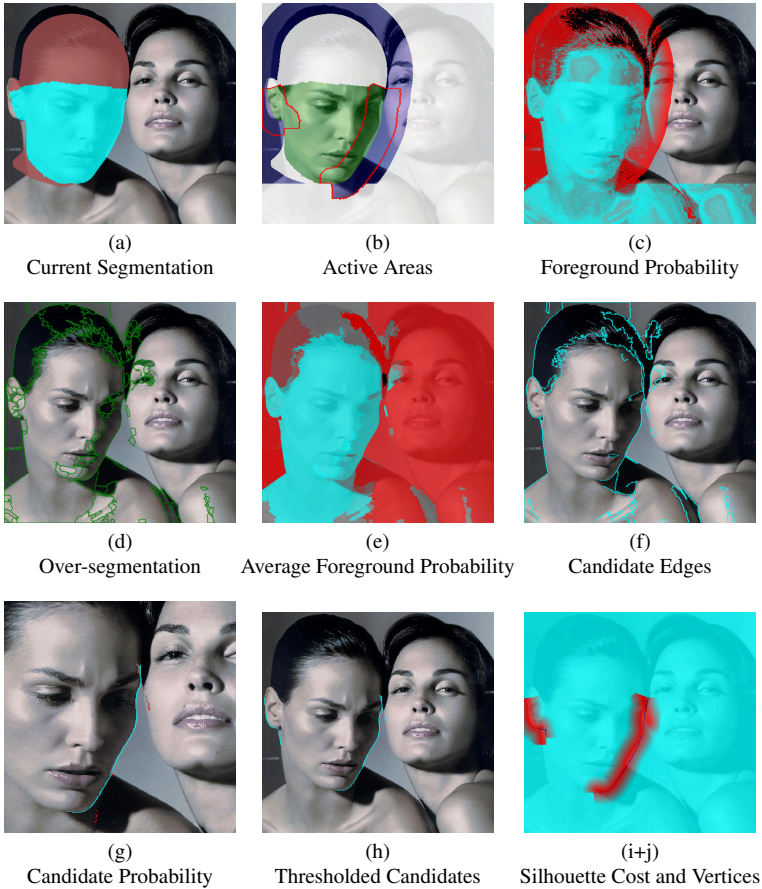 (a)
Current Segmentation
(b)
Active Areas
(c)
Foreground Probability
(d)
Over-segmentation
(e)
Average Foreground Probability
(f)
Candidate Edges
(g)
Candidate Probability
(h)
Thresholded Candidates
(i+j)
Silhouette Cost and Vertices